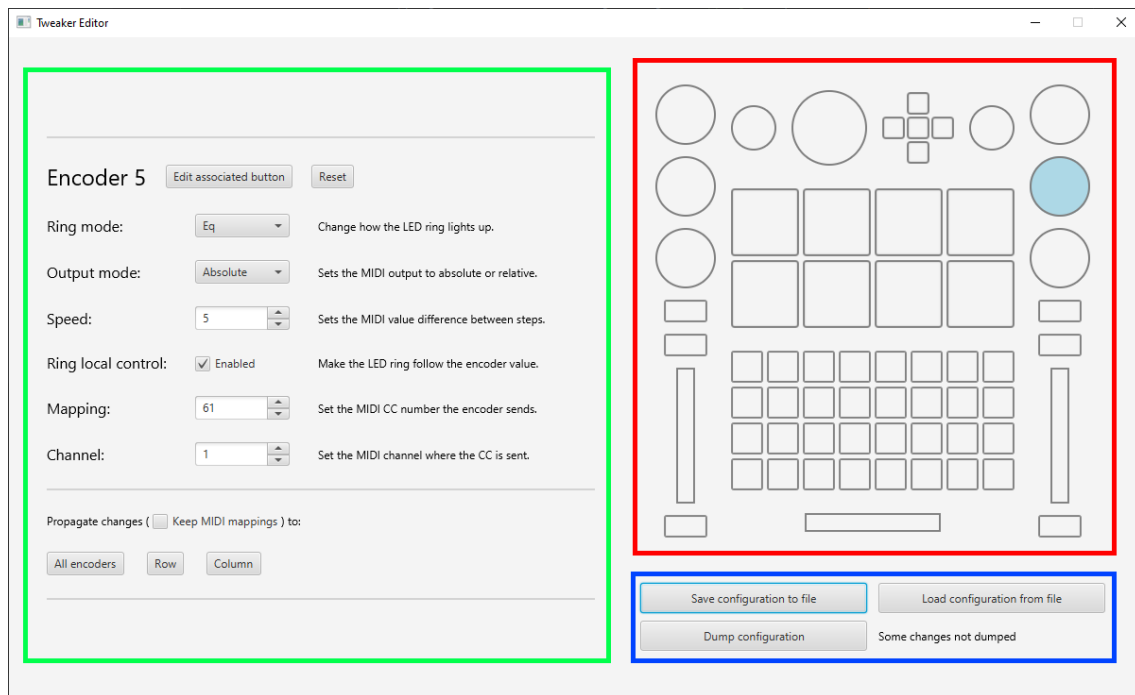 Tweaker Editor
Encoder 5 Edit associated button Reset
Ring mode: Eq Change how the LED ring lights up.
Output mode: Absolute Sets the MIDI output to absolute or relative.
Speed: 5 Sets the MIDI value difference between steps.
Ring local control: Enabled Make the LED ring follow the encoder value.
Mapping: 61 Set the MIDI CC number the encoder sends.
Channel: 1 Set the MIDI channel where the CC is sent.
Propagate changes ( Keep MIDI mappings ) to:
All encoders Row Column
Save configuration to file Load configuration from file
Dump configuration Some changes not dumped